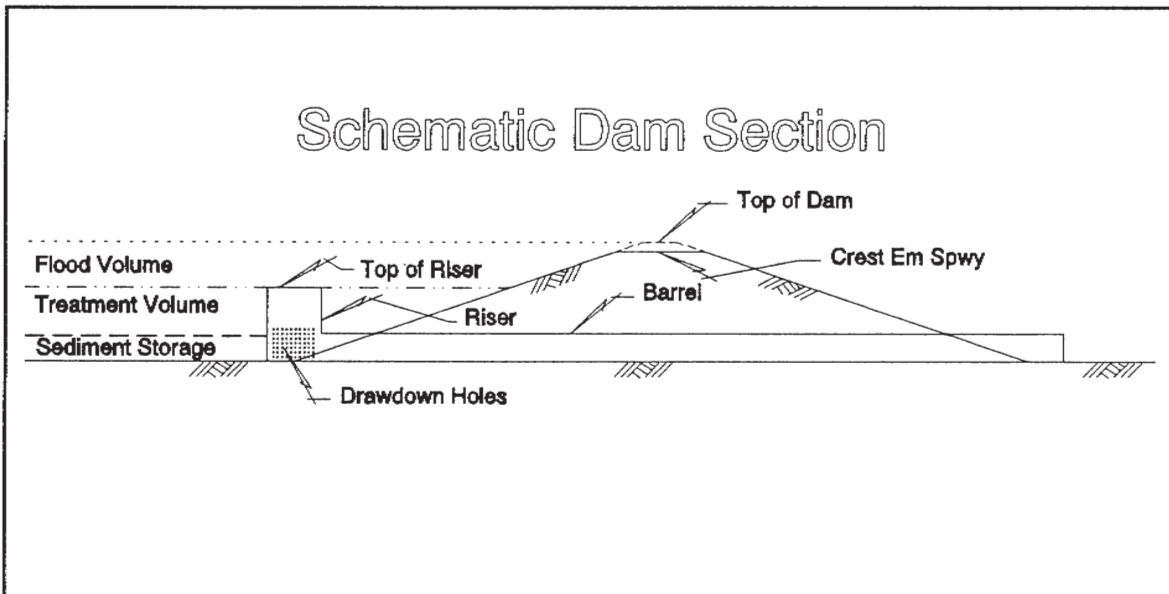 Schematic Dam Section
Top of Dam
Flood Volume
Top of Riser
Crest Em Spwy
Treatment Volume
Barrel
Riser
Sediment Storage
Drawdown Holes